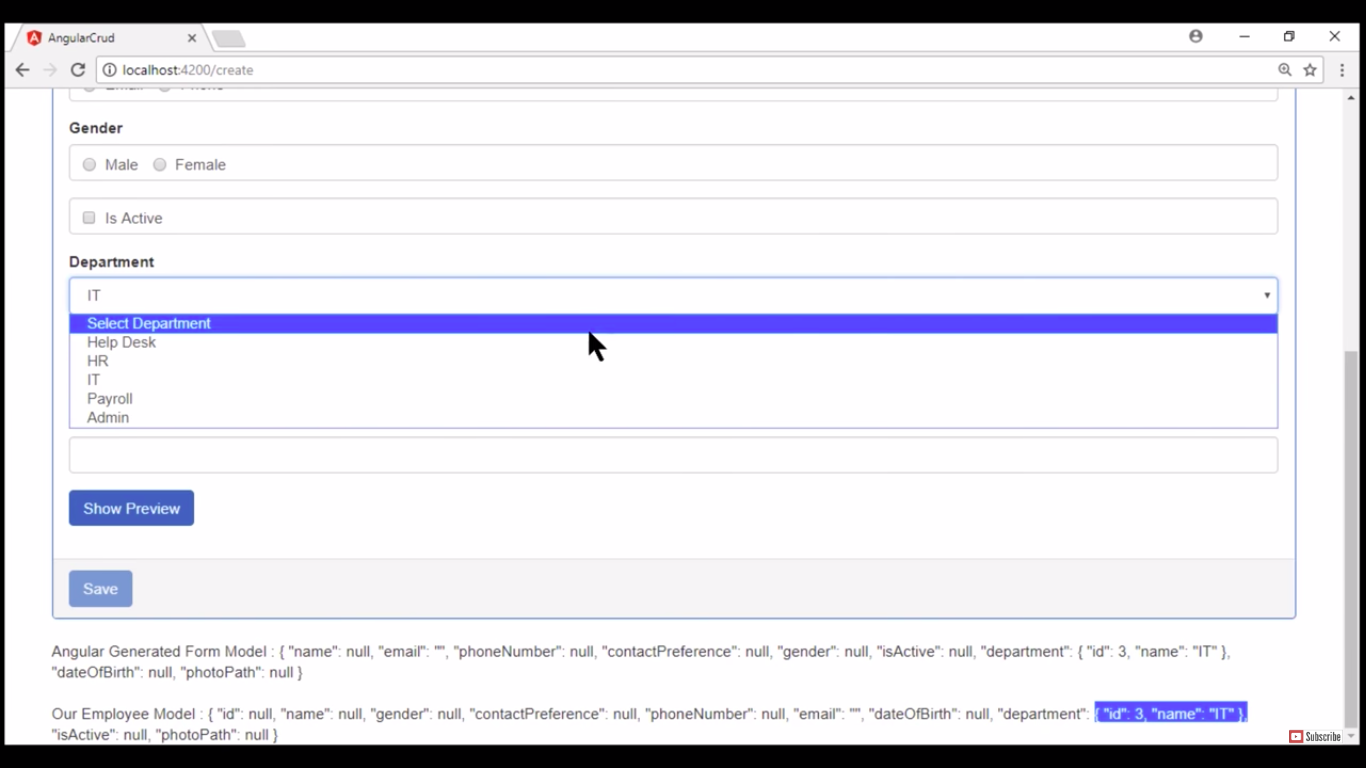 AngularCrud
localhost:4200/create
Email Phone
Gender
Male Female
Is Active
Department
IT
Select Department
Help Desk
HR
IT
Payroll
Admin
Show Preview
Save
Angular Generated Form Model : { "name": null, "email": "", "phoneNumber": null, "contactPreference": null, "gender": null, "isActive": null, "department": { "id": 3, "name": "IT" },
"dateOfBirth": null, "photoPath": null }
Our Employee Model : { "id": null, "name": null, "gender": null, "contactPreference": null, "phoneNumber": null, "email": "", "dateOfBirth": null, "department": { "id": 3, "name": "IT" },
"isActive": null, "photoPath": null }
Subscribe